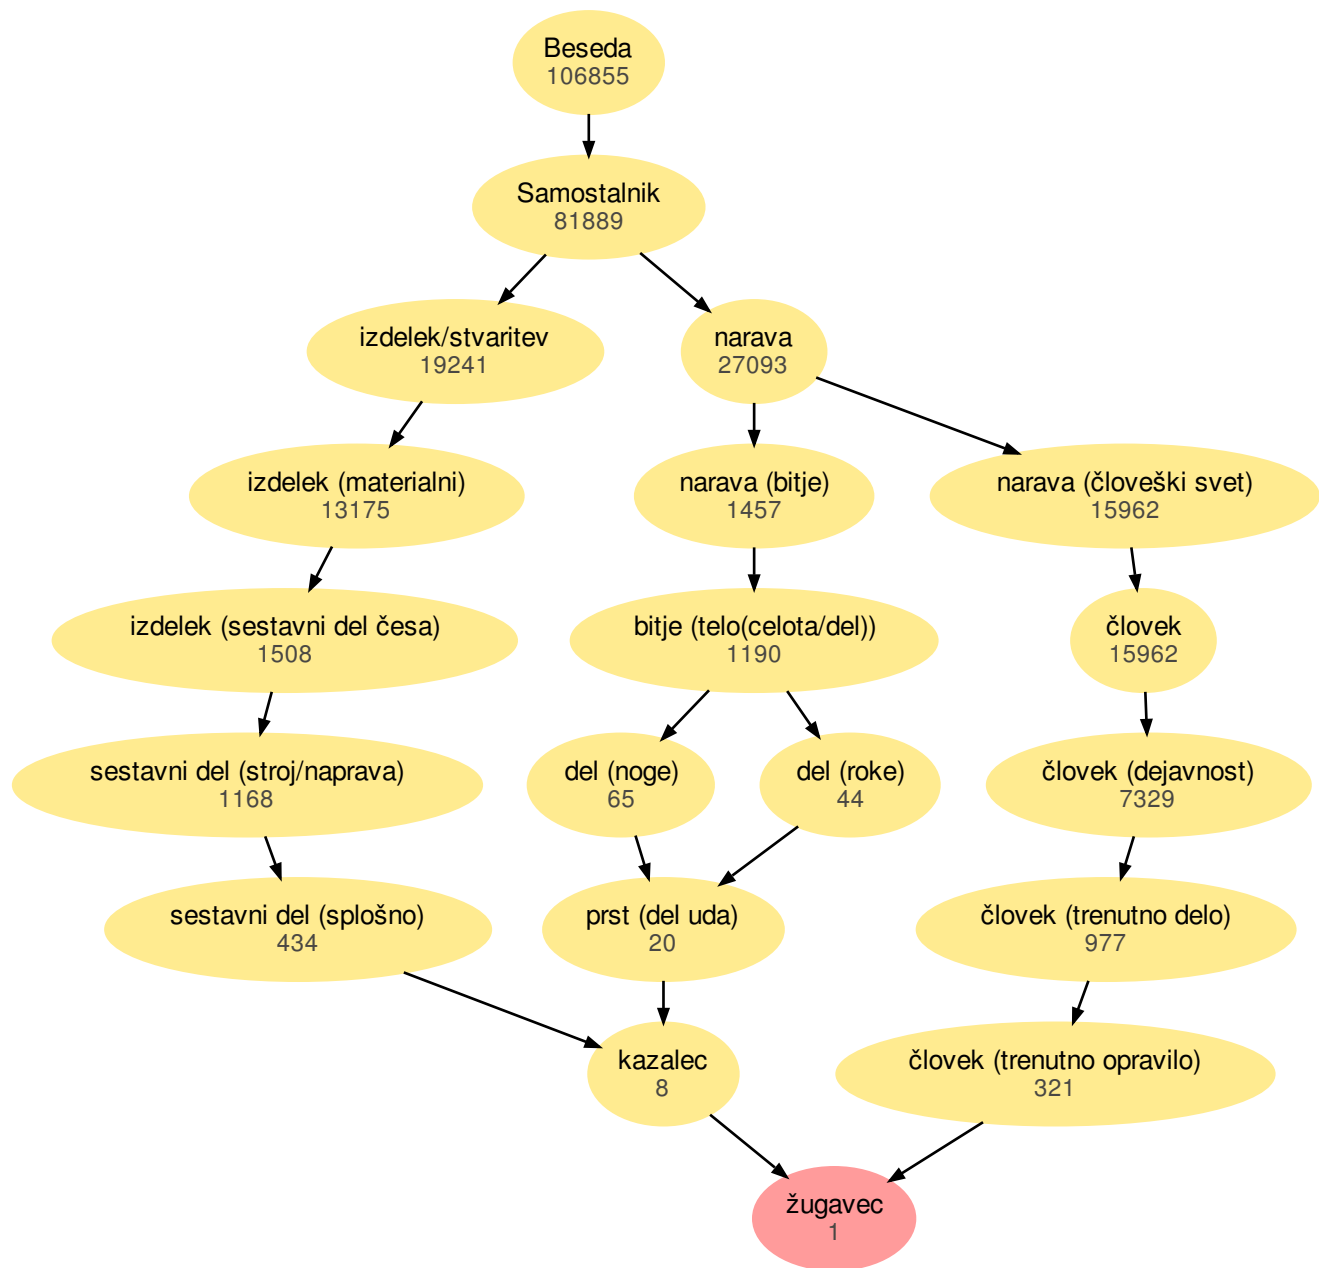 Beseda
106855
Samostalnik
81889
izdelek/stvaritev
19241
narava
27093
izdelek (materialni)
13175
narava (bitje)
1457
narava (človeški svet)
15962
izdelek (sestavni del česa)
1508
bitje (telo(celota/del))
1190
človek
15962
sestavni del (stroj/naprava)
1168
del (noge)
65
del (roke)
44
človek (dejavnost)
7329
sestavni del (splošno)
434
prst (del uda)
20
človek (trenutno delo)
977
kazalec
8
človek (trenutno opravilo)
321
žugavec
1